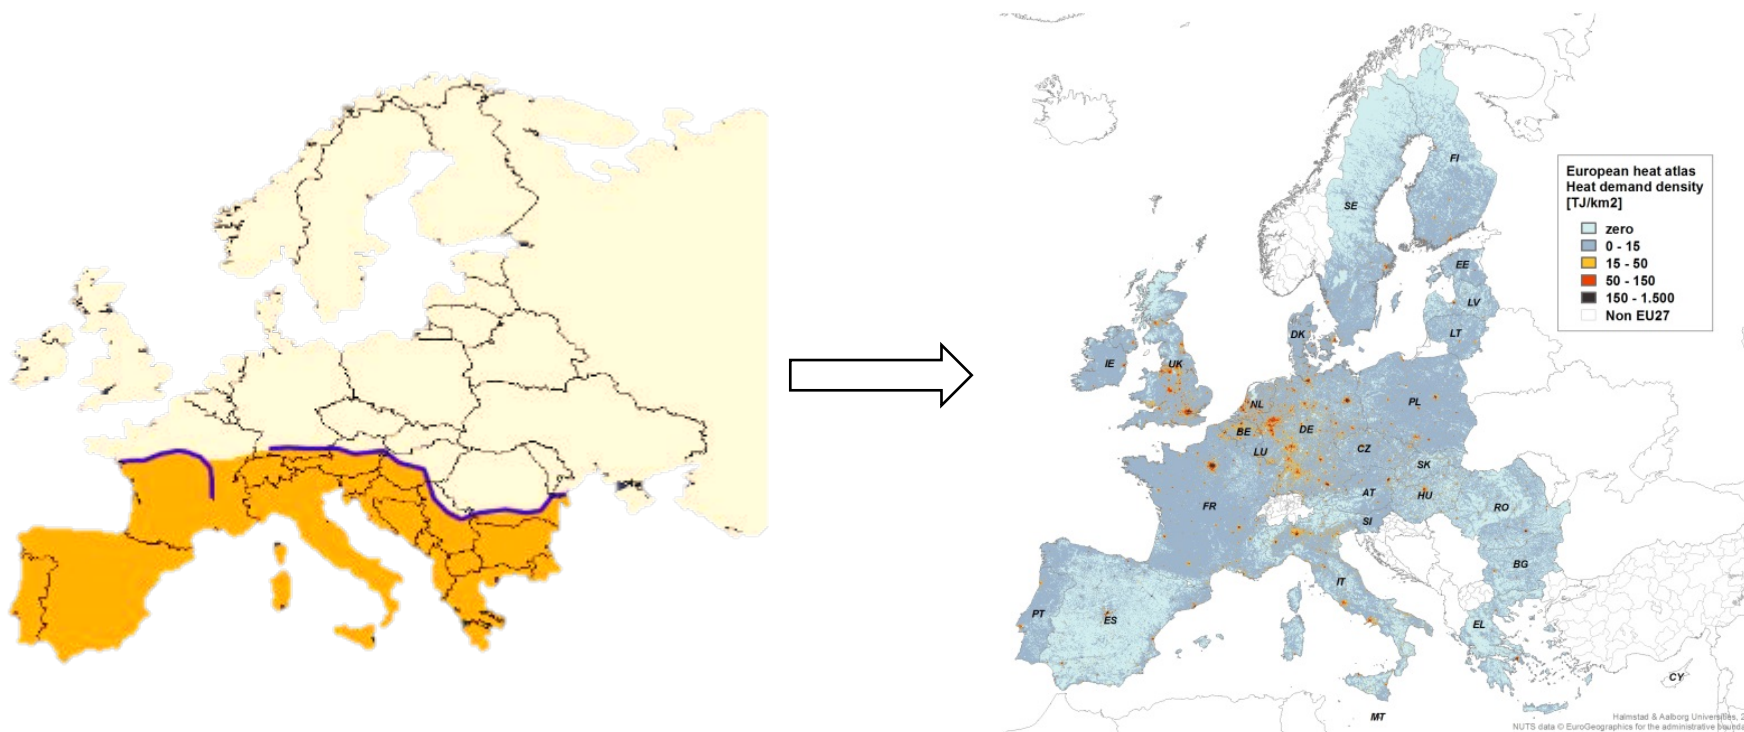 European heat atlas
Heat demand density
[TJ/km2]
zero
0 - 15
15 - 50
50 - 150
150 - 1.500
Non EU27
FI
SE
EE
LV
LT
DK
IE
UK
NL
PL
BE
DE
LU
CZ
SK
AT
HU
FR
RO
SI
BG
IT
PT
ES
EL
CY
MT
Halmstad & Aalborg Universities, 2
NUTS data © EuroGeographics for the administrative bounda